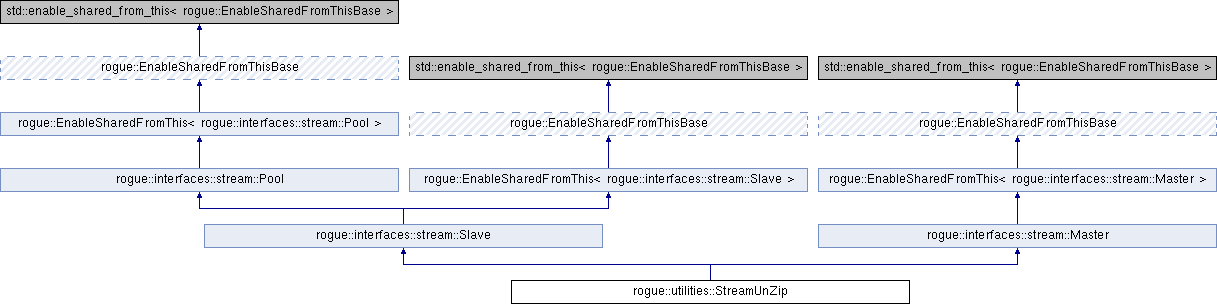 std::enable_shared_from_this< rogue::EnableSharedFromThisBase >
rogue::EnableSharedFromThisBase
std::enable_shared_from_this< rogue::EnableSharedFromThisBase >
std::enable_shared_from_this< rogue::EnableSharedFromThisBase >
rogue::EnableSharedFromThis< rogue::interfaces::stream::Pool >
rogue::EnableSharedFromThisBase
rogue::EnableSharedFromThisBase
rogue::interfaces::stream::Pool
rogue::EnableSharedFromThis< rogue::interfaces::stream::Slave >
rogue::EnableSharedFromThis< rogue::interfaces::stream::Master >
rogue::interfaces::stream::Slave
rogue::interfaces::stream::Master
rogue::utilities::StreamUnZip